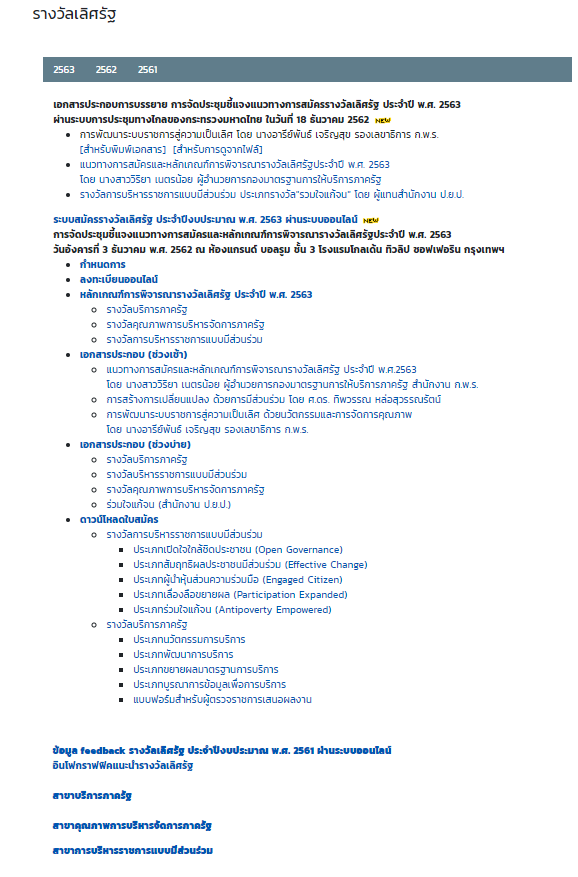 รางวัลเลิศรัฐ
2563 2562 2561
เอกสารประกอบการบรรยาย การจัดประชุมชี้แจงแนวทางการสมัครรางวัลเลิศรัฐ ประจำปี พ.ศ. 2563
ผ่านระบบการประชุมทางไกลของกระทรวงมหาดไทย ในวันที่ 18 ธันวาคม 2562 NEW
การพัฒนาระบบราชการสู่ความเป็นเลิศ โดย นางอารีย์พันธ์ เจริญสุข รองเลขาธิการ ก.พ.ร.
[สำหรับพิมพ์เอกสาร] [สำหรับการดูจากไฟล์]
แนวทางการสมัครและหลักเกณฑ์การพิจารณารางวัลเลิศรัฐประจำปี พ.ศ. 2563
โดย นางสาววิริยา เนตรน้อย ผู้อำนวยการกองมาตรฐานการให้บริการภาครัฐ
รางวัลการบริหารราชการแบบมีส่วนร่วม ประเภทรางวัล"รวมใจแก้จน" โดย ผู้แทนสำนักงาน ป.ย.ป.
ระบบสมัครรางวัลเลิศรัฐ ประจำปีงบประมาณ พ.ศ. 2563 ผ่านระบบออนไลน์ NEW
การจัดประชุมชี้แจงแนวทางการสมัครและหลักเกณฑ์การพิจารณารางวัลเลิศรัฐประจำปี พ.ศ. 2563
วันอังคารที่ 3 ธันวาคม พ.ศ. 2562 ณ ห้องแกรนด์ บอลรูม ชั้น 3 โรงแรมโกลเด้น ทิวลิป ซอฟเฟอริน กรุงเทพฯ
กำหนดการ
ลงทะเบียนออนไลน์
หลักเกณฑ์การพิจารณารางวัลเลิศรัฐ ประจำปี พ.ศ. 2563
รางวัลบริการภาครัฐ
รางวัลคุณภาพการบริหารจัดการภาครัฐ
รางวัลการบริหารราชการแบบมีส่วนร่วม
เอกสารประกอบ (ช่วงเช้า)
แนวทางการสมัครและหลักเกณฑ์การพิจารณารางวัลเลิศรัฐ ประจำปี พ.ศ.2563
โดย นางสาววิริยา เนตรน้อย ผู้อำนวยการกองมาตรฐานการให้บริการภาครัฐ สำนักงาน ก.พ.ร.
การสร้างการเปลี่ยนแปลง ด้วยการมีส่วนร่วม โดย ศ.ดร. ทิพวรรณ หล่อสุวรรณรัตน์
การพัฒนาระบบราชการสู่ความเป็นเลิศ ด้วยนวัตกรรมและการจัดการคุณภาพ
โดย นางอารีย์พันธ์ เจริญสุข รองเลขาธิการ ก.พ.ร.
เอกสารประกอบ (ช่วงบ่าย)
รางวัลบริการภาครัฐ
รางวัลบริหารราชการแบบมีส่วนร่วม
รางวัลคุณภาพการบริหารจัดการภาครัฐ
ร่วมใจแก้จน (สำนักงาน ป.ย.ป.)
ดาวน์โหลดใบสมัคร
รางวัลการบริหารราชการแบบมีส่วนร่วม
ประเภทเปิดใจใกล้ชิดประชาชน (Open Governance)
ประเภทสัมฤทธิผลประชาชนมีส่วนร่วม (Effective Change)
ประเภทผู้นำหุ้นส่วนความร่วมมือ (Engaged Citizen)
ประเภทเลื่องลือขยายผล (Participation Expanded)
ประเภทร่วมใจแก้จน (Antipoverty Empowered)
รางวัลบริการภาครัฐ
ประเภทนวัตกรรมการบริการ
ประเภทพัฒนาการบริการ
ประเภทขยายผลมาตรฐานการบริการ
ประเภทบูรณาการข้อมูลเพื่อการบริการ
แบบฟอร์มสำหรับผู้ตรวจราชการเสนอผลงาน
ข้อมูล feedback รางวัลเลิศรัฐ ประจำปีงบประมาณ พ.ศ. 2561 ผ่านระบบออนไลน์
อินโฟกราฟฟิคแนะนำรางวัลเลิศรัฐ
สาขาบริการภาครัฐ
สาขาคุณภาพการบริหารจัดการภาครัฐ
สาขาการบริหารราชการแบบมีส่วนร่วม